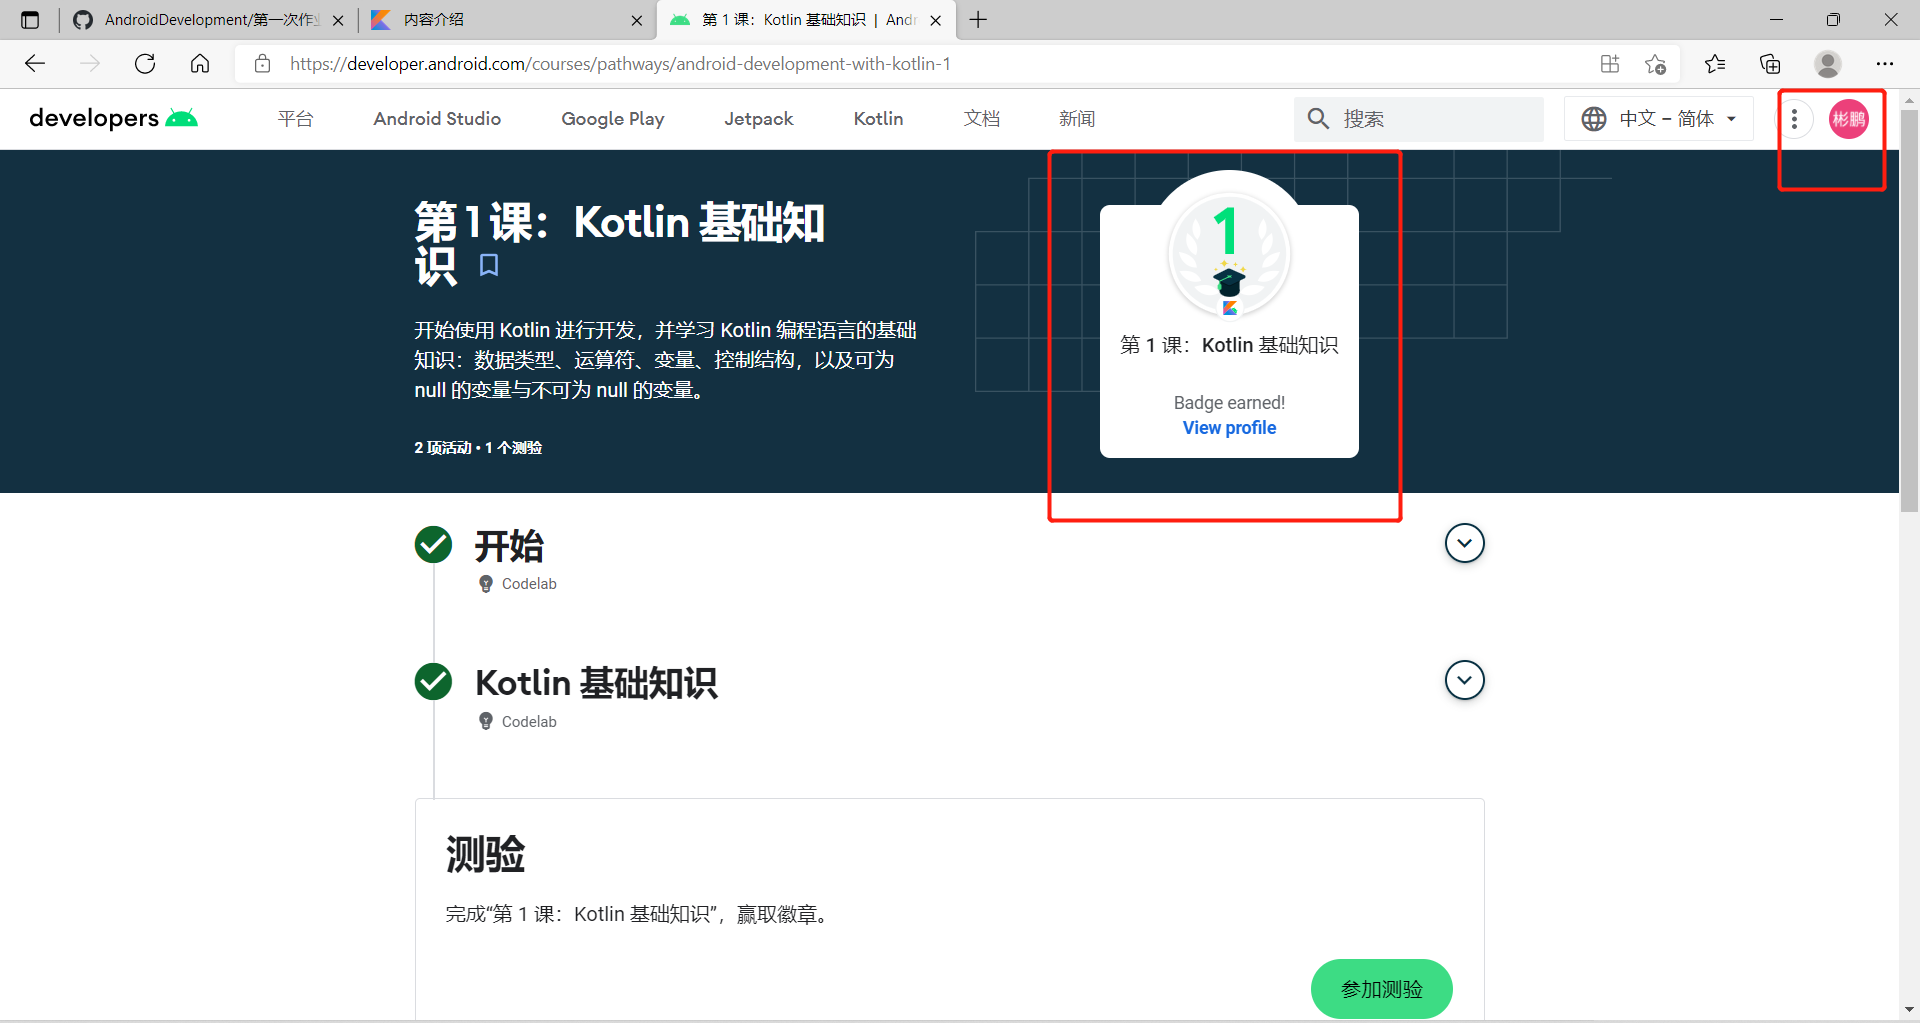 AndroidDevelopment/第一次作业
内容介绍
第 1 课：Kotlin 基础知识 | Andr
https://developer.android.com/courses/pathways/android-development-with-kotlin-1
developers
平台
Android Studio
Google Play
Jetpack
Kotlin
文档
新闻
搜索
中文 – 简体
彬鹏
第 1 课：Kotlin 基础知
识
开始使用 Kotlin 进行开发，并学习 Kotlin 编程语言的基础
知识：数据类型、运算符、变量、控制结构，以及可为
null 的变量与不可为 null 的变量。
2 项活动 • 1 个测验
1
第 1 课：Kotlin 基础知识
Badge earned!
View profile
开始
Codelab
Kotlin 基础知识
Codelab
测验
完成“第 1 课：Kotlin 基础知识”，赢取徽章。
参加测验